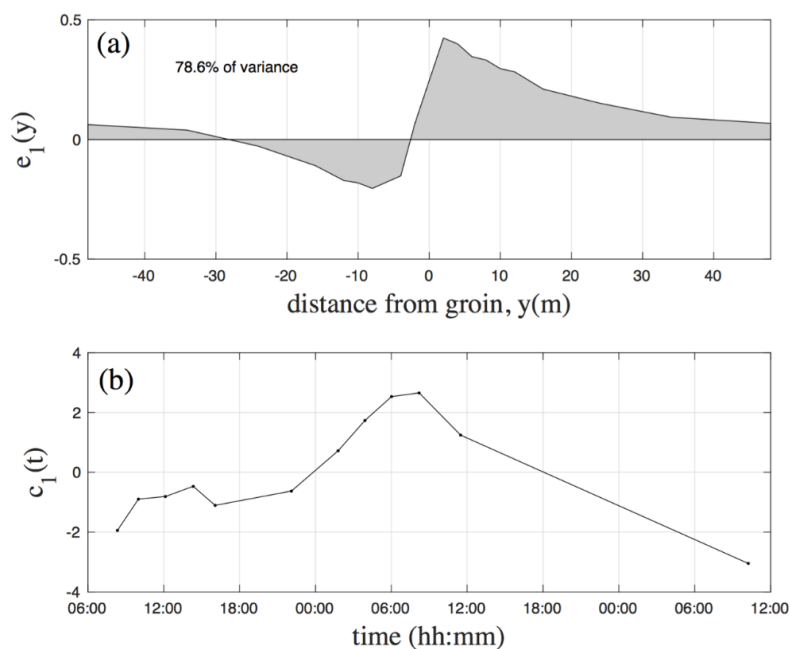 (a)
78.6% of variance
e1(y)
0.5
0
-0.5
-40 -30 -20 -10 0 10 20 30 40
distance from groin, y(m)
(b)
c1(t)
4
2
0
-2
-4
06:00 12:00 18:00 00:00 06:00 12:00 18:00 00:00 06:00 12:00
time (hh:mm)